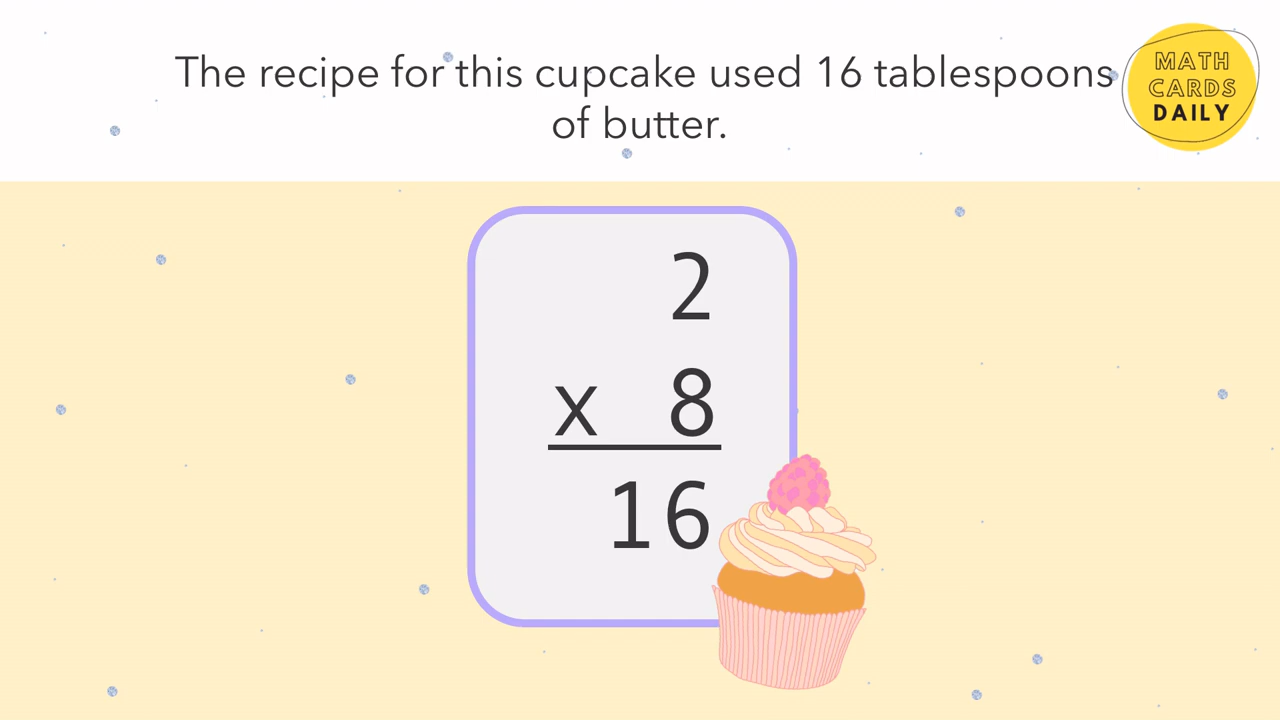 The recipe for this cupcake used 16 tablespoons
of butter.
MATH
CARDS
DAILY
2
x 8
16